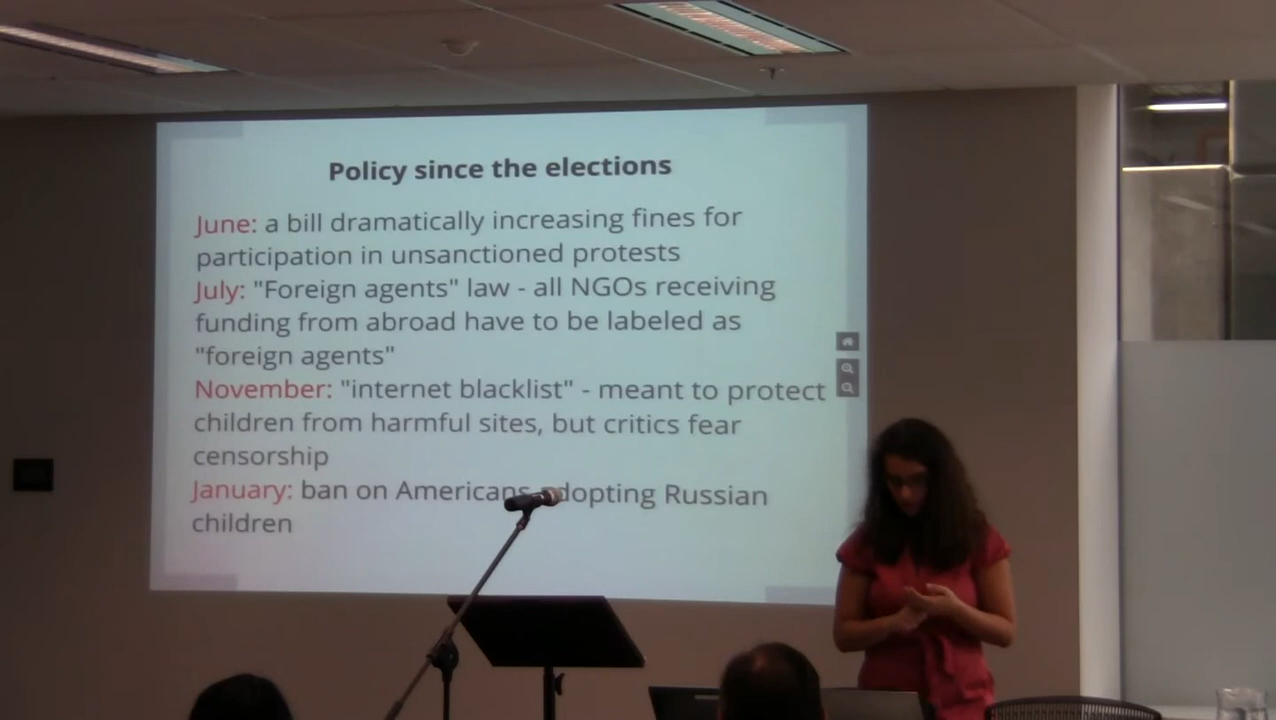 Policy since the elections
June: a bill dramatically increasing fines for
participation in unsanctioned protests
July: "Foreign agents" law - all NGOs receiving
funding from abroad have to be labeled as
"foreign agents"
November: "internet blacklist" - meant to protect
children from harmful sites, but critics fear
censorship
January: ban on Americans adopting Russian
children